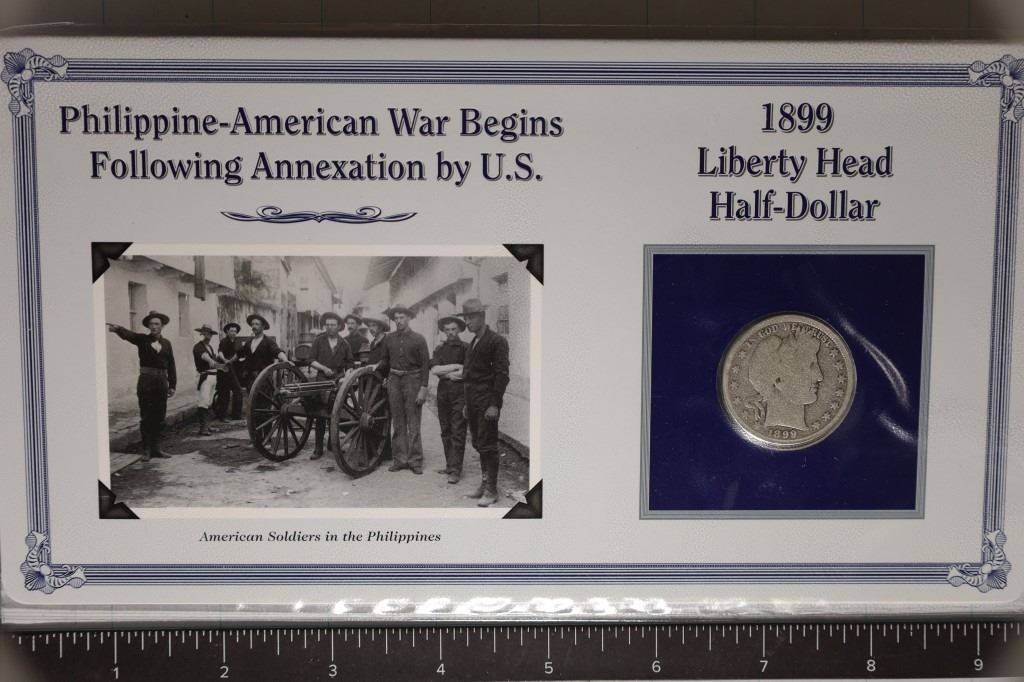 Philippine-American War Begins
Following Annexation by U.S.
1899
Liberty Head
Half-Dollar
IN GOD WE TRUST
1899
American Soldiers in the Philippines
1 2 3 4 5 6 7 8 9